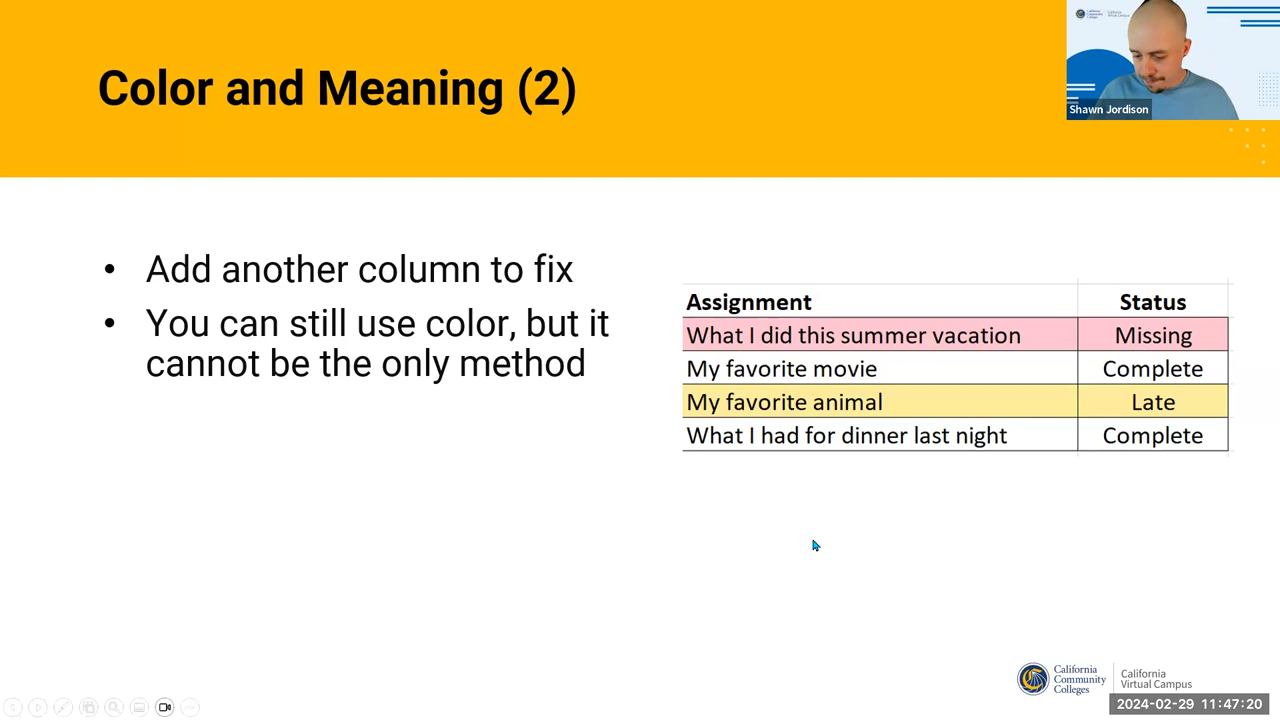 Color and Meaning (2)
Shawn Jordison
• Add another column to fix
• You can still use color, but it
cannot be the only method
Assignment Status
What I did this summer vacation Missing
My favorite movie Complete
My favorite animal Late
What I had for dinner last night Complete
California
Community
Colleges
California
Virtual Campus
2024-02-29 11:47:20